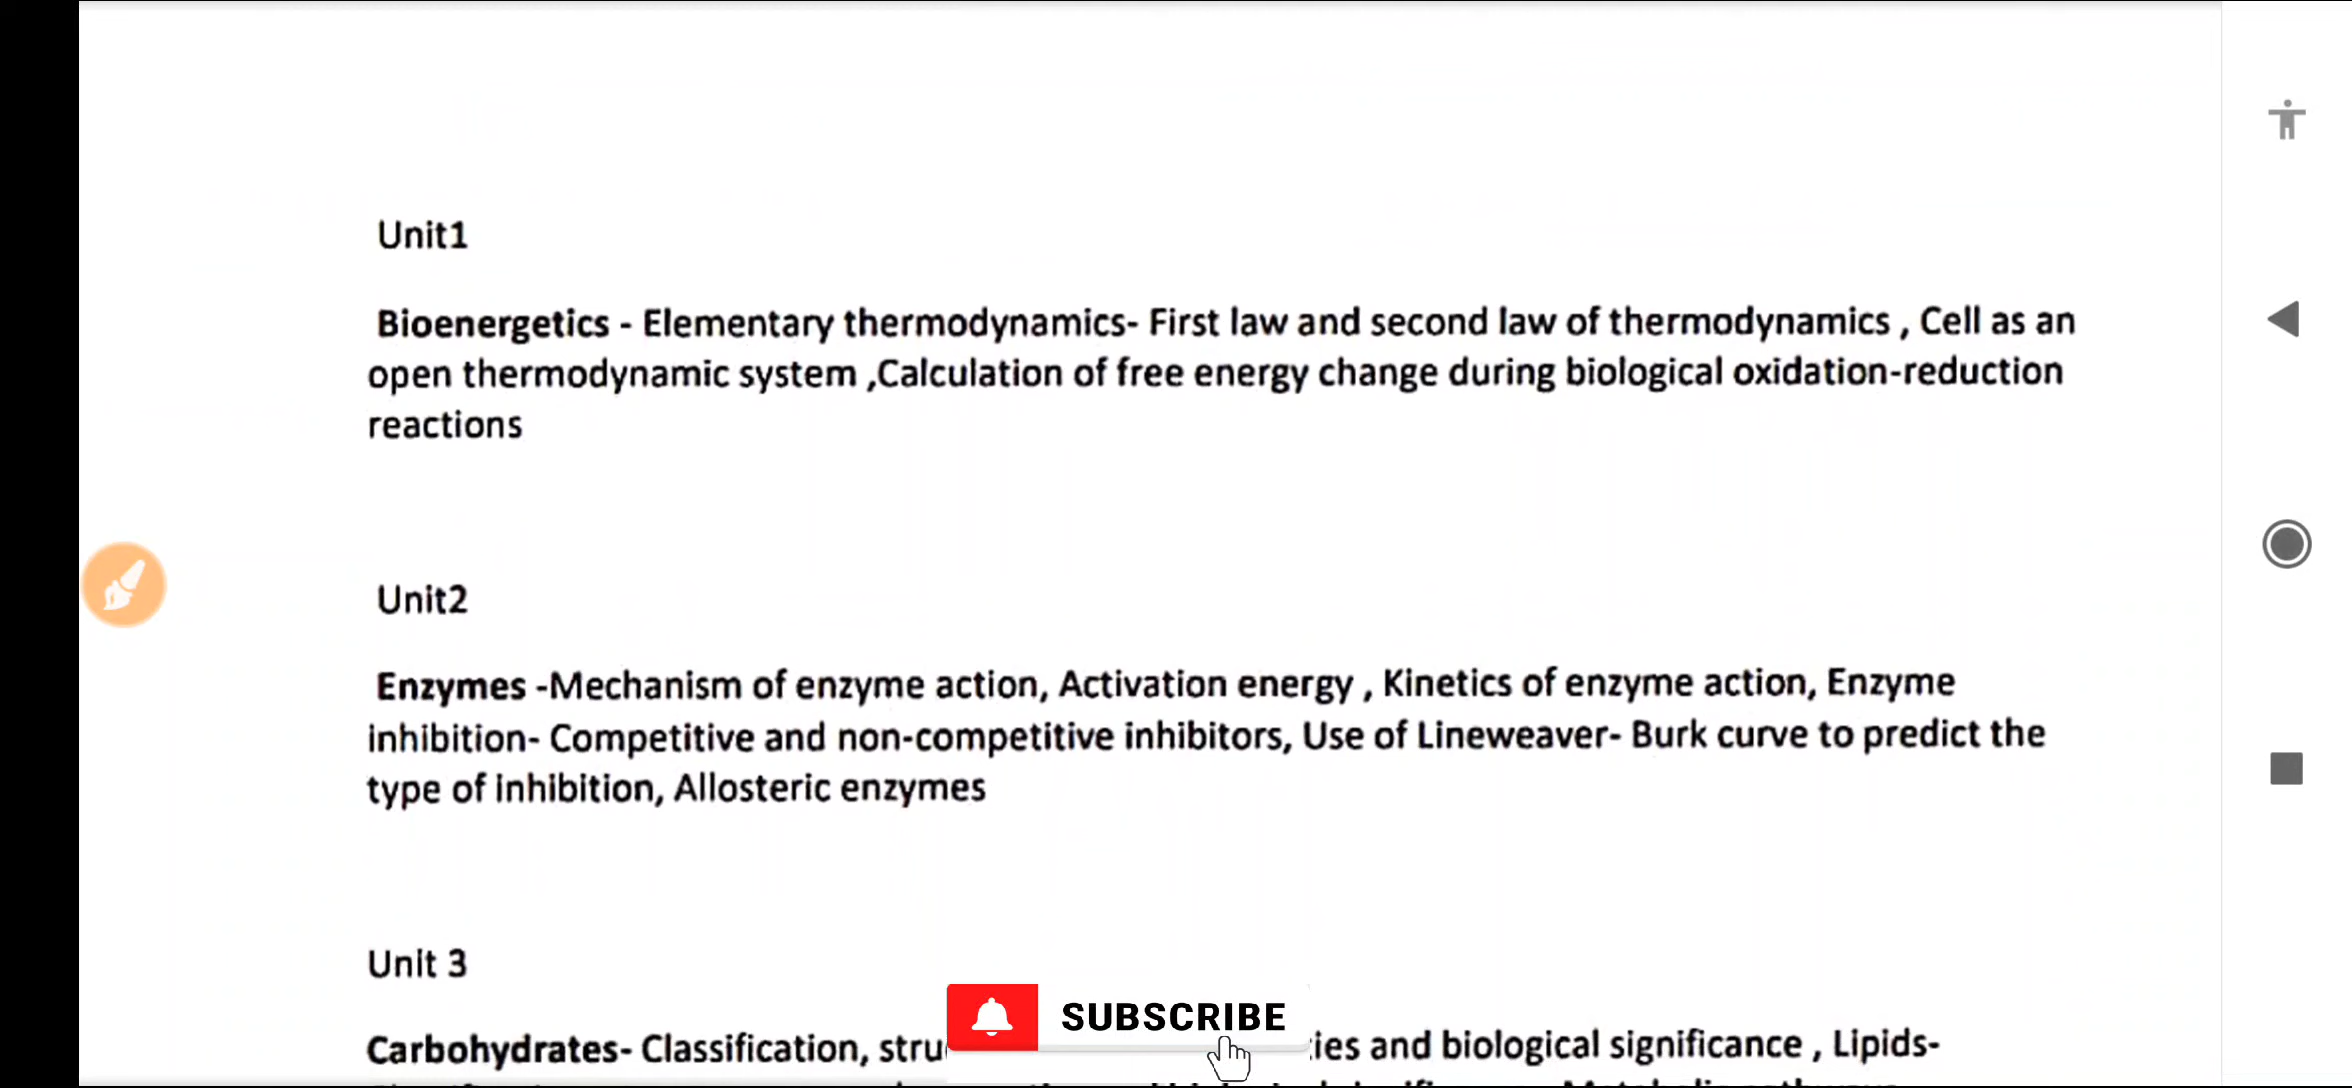 Unit1
Bioenergetics - Elementary thermodynamics- First law and second law of thermodynamics , Cell as an
open thermodynamic system ,Calculation of free energy change during biological oxidation-reduction
reactions
Unit2
Enzymes -Mechanism of enzyme action, Activation energy , Kinetics of enzyme action, Enzyme
inhibition- Competitive and non-competitive inhibitors, Use of Lineweaver- Burk curve to predict the
type of inhibition, Allosteric enzymes
Unit 3
Carbohydrates- Classification, and biological significance , Lipids-
SUBSCRIBE